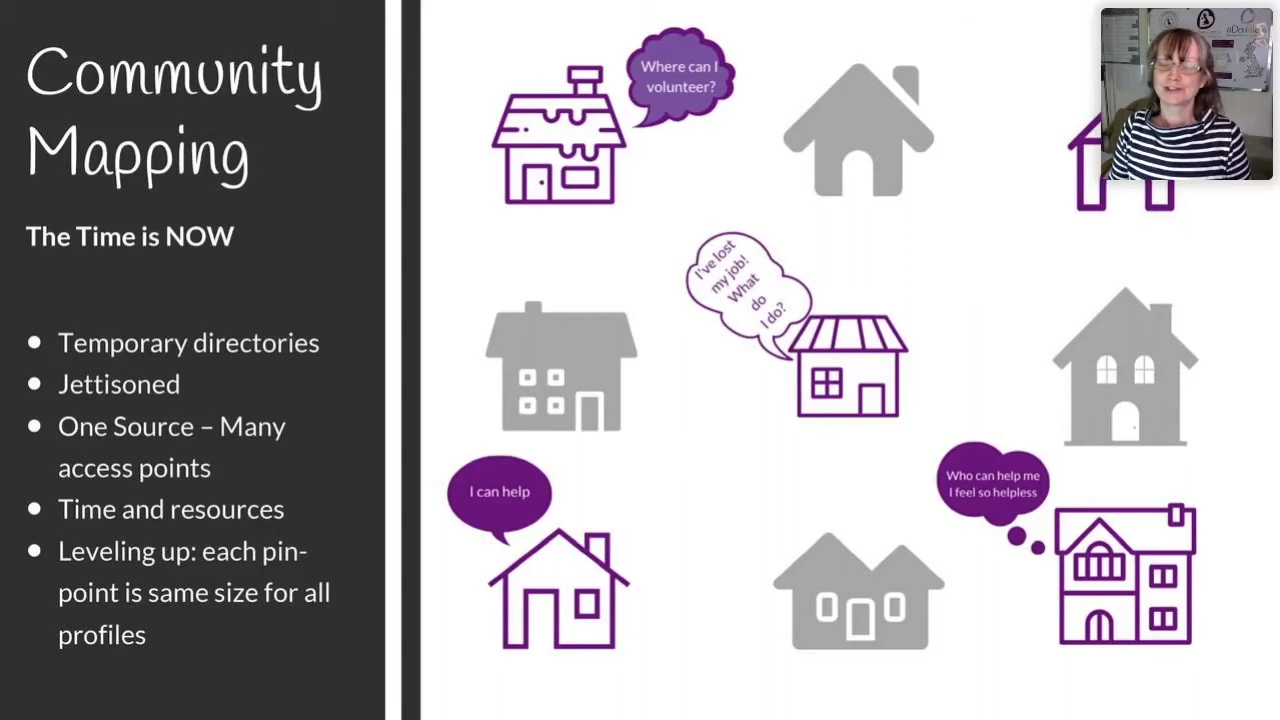 Community
Mapping
The Time is NOW
Temporary directories
Jettisoned
One Source – Many
access points
Time and resources
Leveling up: each pin-
point is same size for all
profiles
Where can I
volunteer?
I've lost
my job!
What
do
I do?
I can help
Who can help me
I feel so helpless